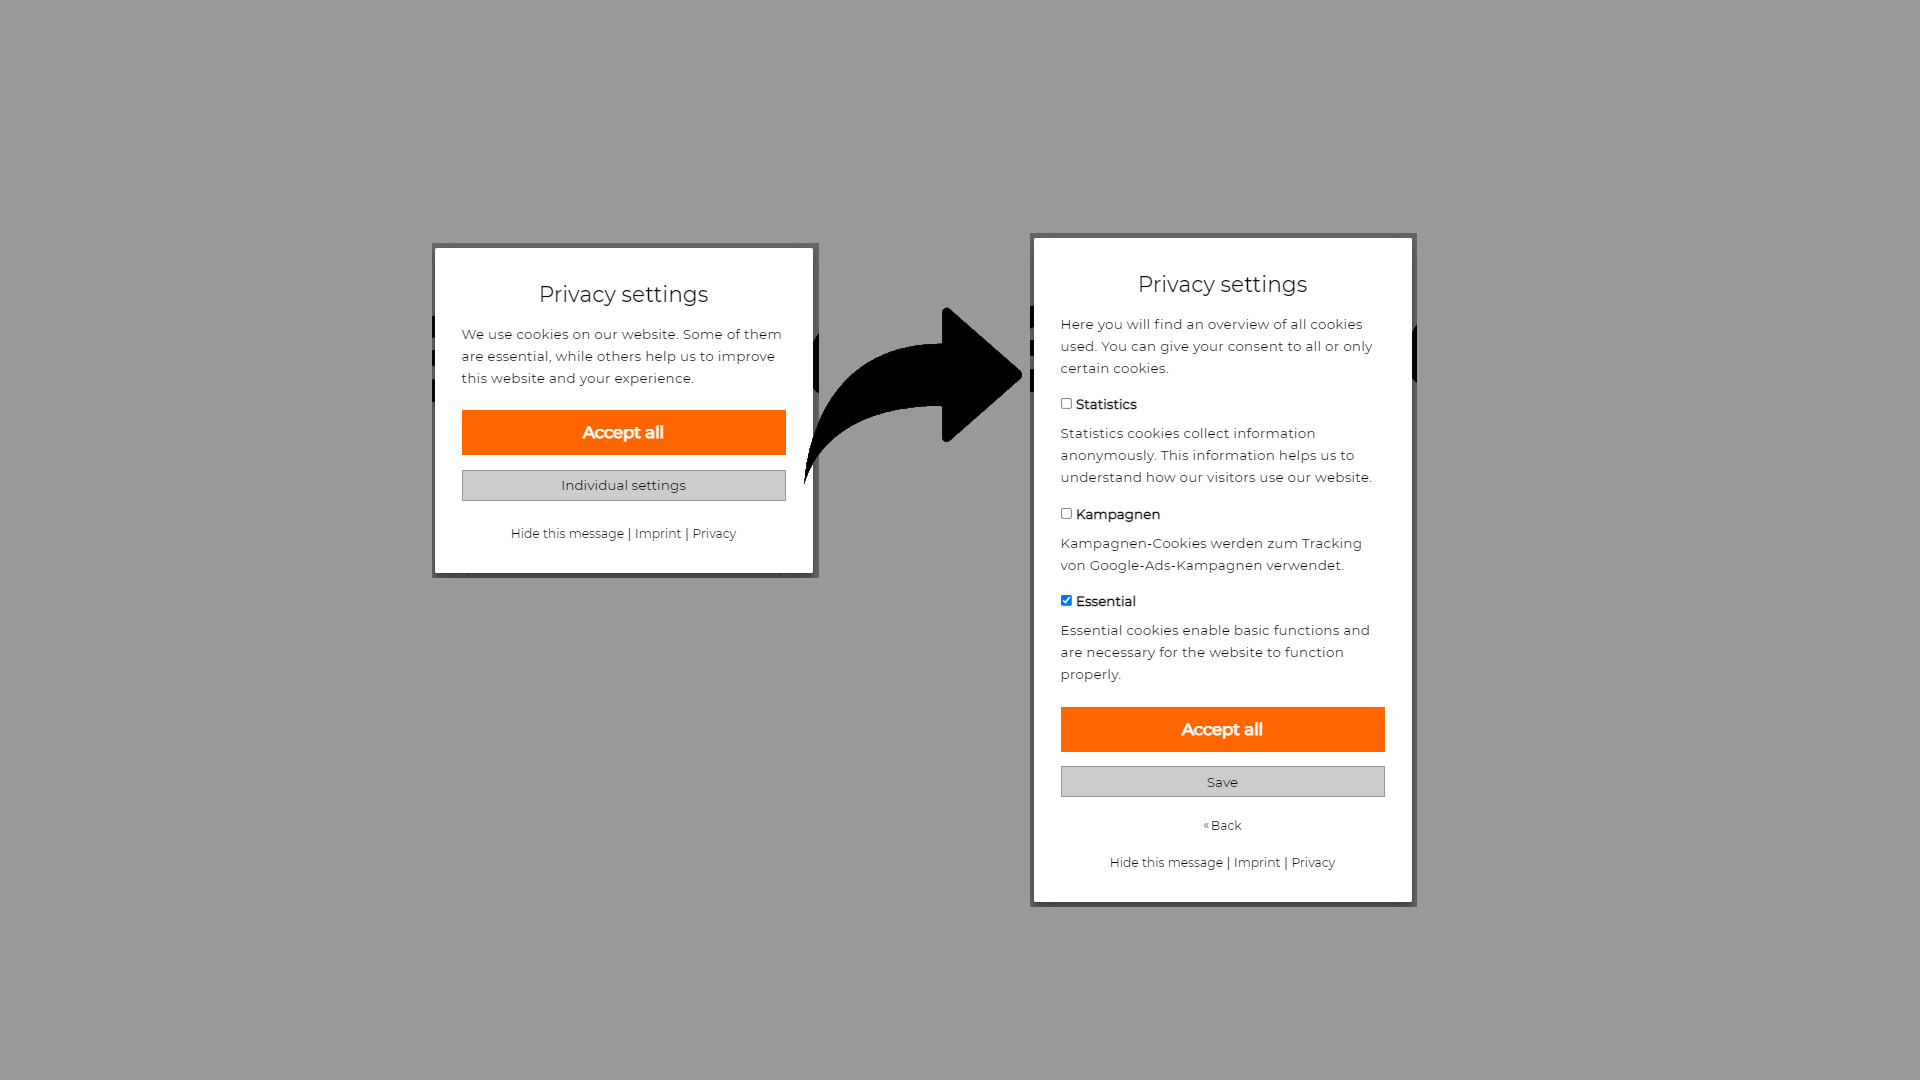 Privacy settings
We use cookies on our website. Some of them
are essential, while others help us to improve
this website and your experience.
Accept all
Individual settings
Hide this message | Imprint | Privacy
Privacy settings
Here you will find an overview of all cookies
used. You can give your consent to all or only
certain cookies.
Statistics
Statistics cookies collect information
anonymously. This information helps us to
understand how our visitors use our website.
Kampagnen
Kampagnen-Cookies werden zum Tracking
von Google-Ads-Kampagnen verwendet.
Essential
Essential cookies enable basic functions and
are necessary for the website to function
properly.
Accept all
Save
«Back
Hide this message | Imprint | Privacy